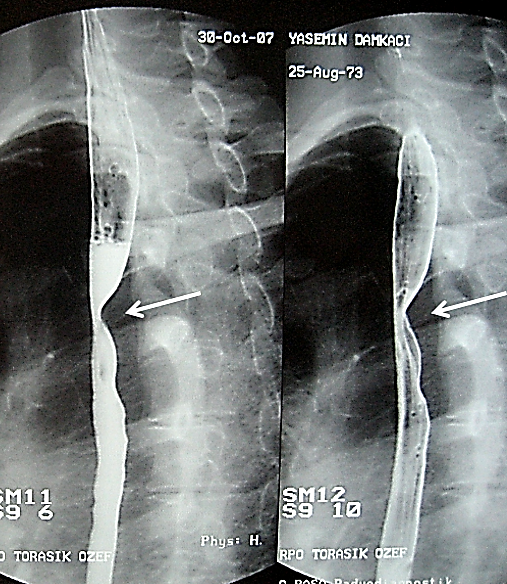 30-Oct-07 YASEMIN DAMKACI
25-Aug-73
SM11
S9 6
SM12
S9 10
Phys: H.
O TORASIK OZEF
RPO TORASIK OZEF
Radyodiagnostik